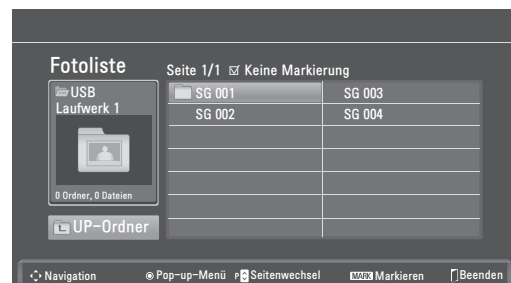 Fotoliste
Seite 1/1 ☑ Keine Markierung
USB
Laufwerk 1
0 Ordner, 0 Dateien
UP-Ordner
SG 001
SG 003
SG 002
SG 004
Navigation
Pop-up-Menü
P Seitenwechsel
MARK Markieren
Beenden